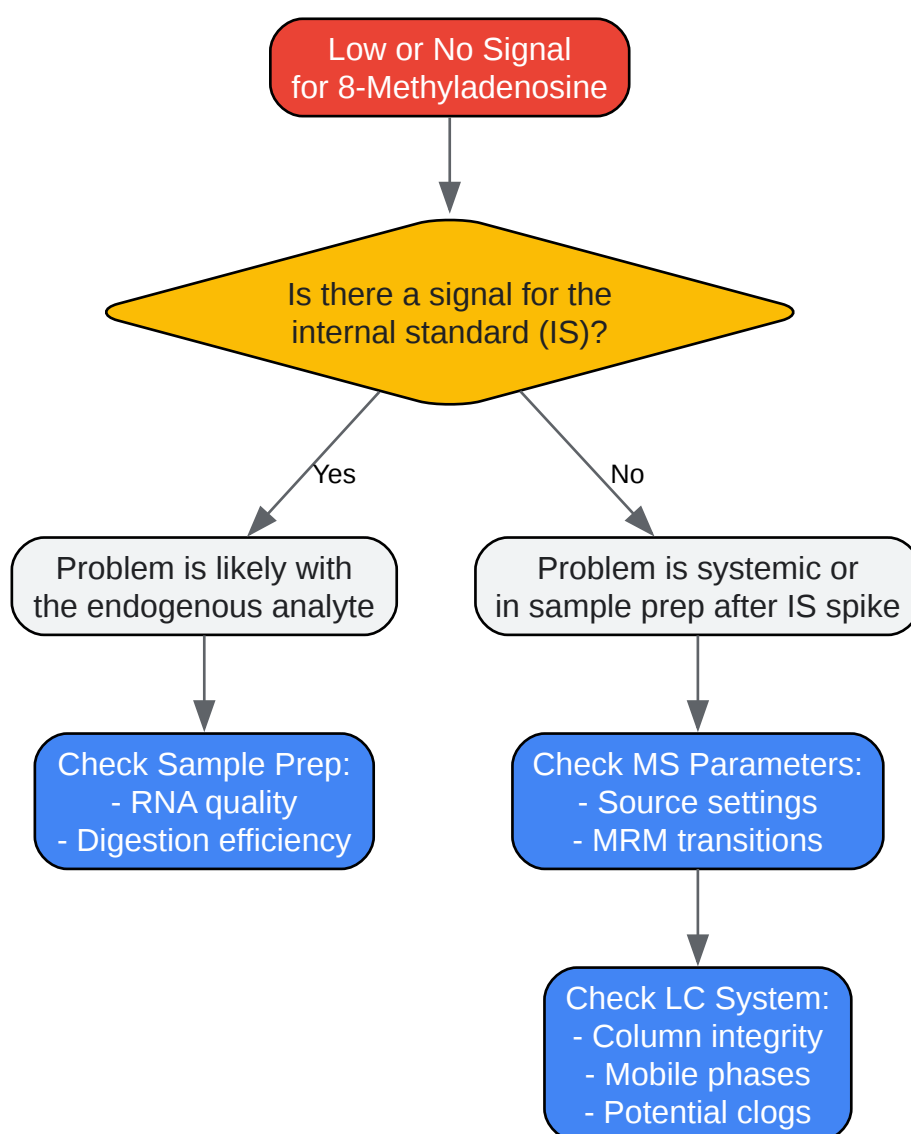 Low or No Signal
for 8-Methyladenosine
Is there a signal for the
internal standard (IS)?
Yes
No
Problem is likely with
the endogenous analyte
Problem is systemic or
in sample prep after IS spike
Check Sample Prep:
- RNA quality
- Digestion efficiency
Check MS Parameters:
- Source settings
- MRM transitions
Check LC System:
- Column integrity
- Mobile phases
- Potential clogs